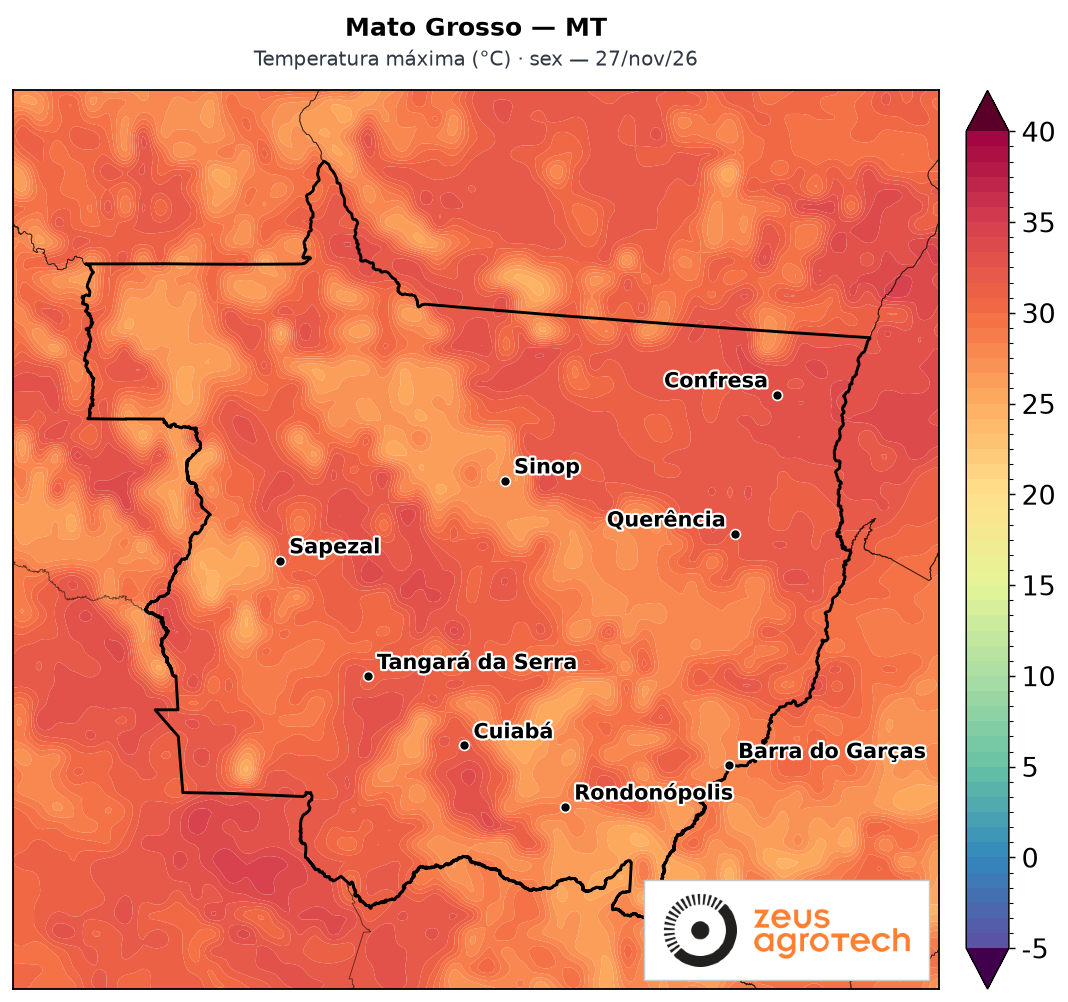 Mato Grosso — MT
Temperatura máxima (°C) · sex — 27/nov/26
40
35
30
25
20
15
10
5
0
-5
Confresa
Sinop
Querência
Sapezal
Tangará da Serra
Cuiabá
Barra do Garças
Rondonópolis
zeus
agrotech